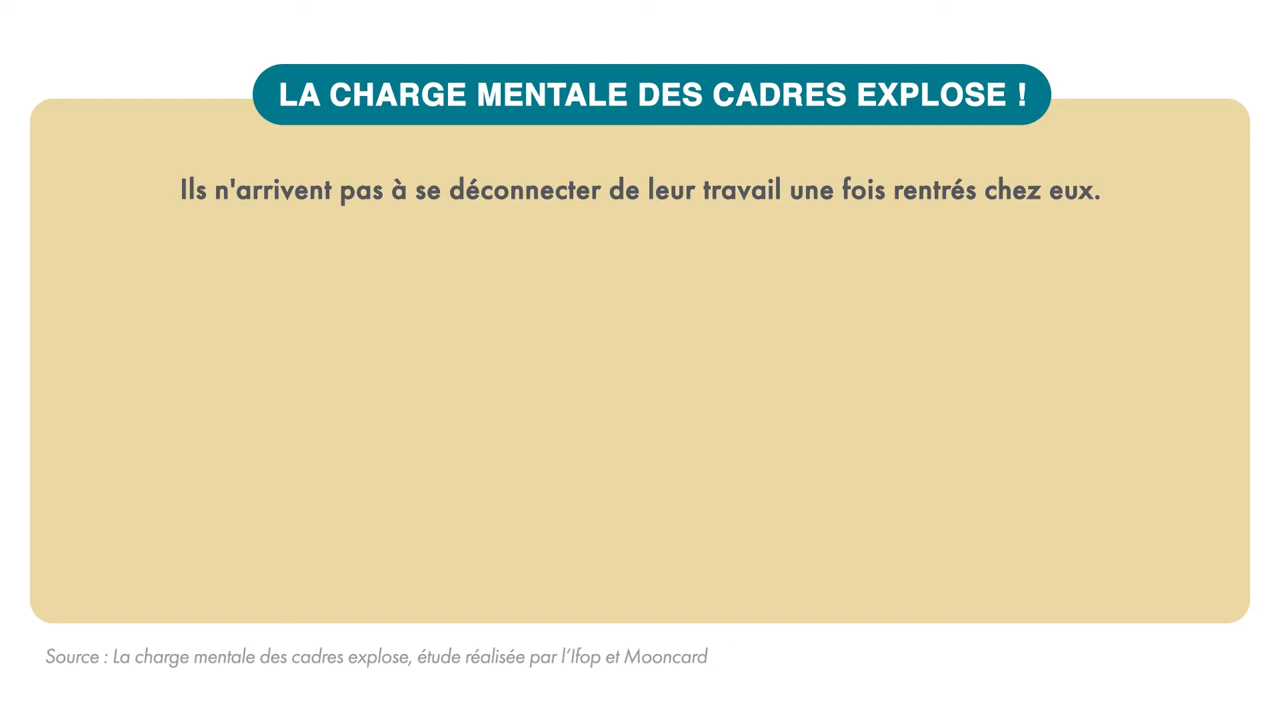 LA CHARGE MENTALE DES CADRES EXPLOSE !
Ils n'arrivent pas à se déconnecter de leur travail une fois rentrés chez eux.
Source : La charge mentale des cadres explose, étude réalisée par l’Ifop et Mooncard